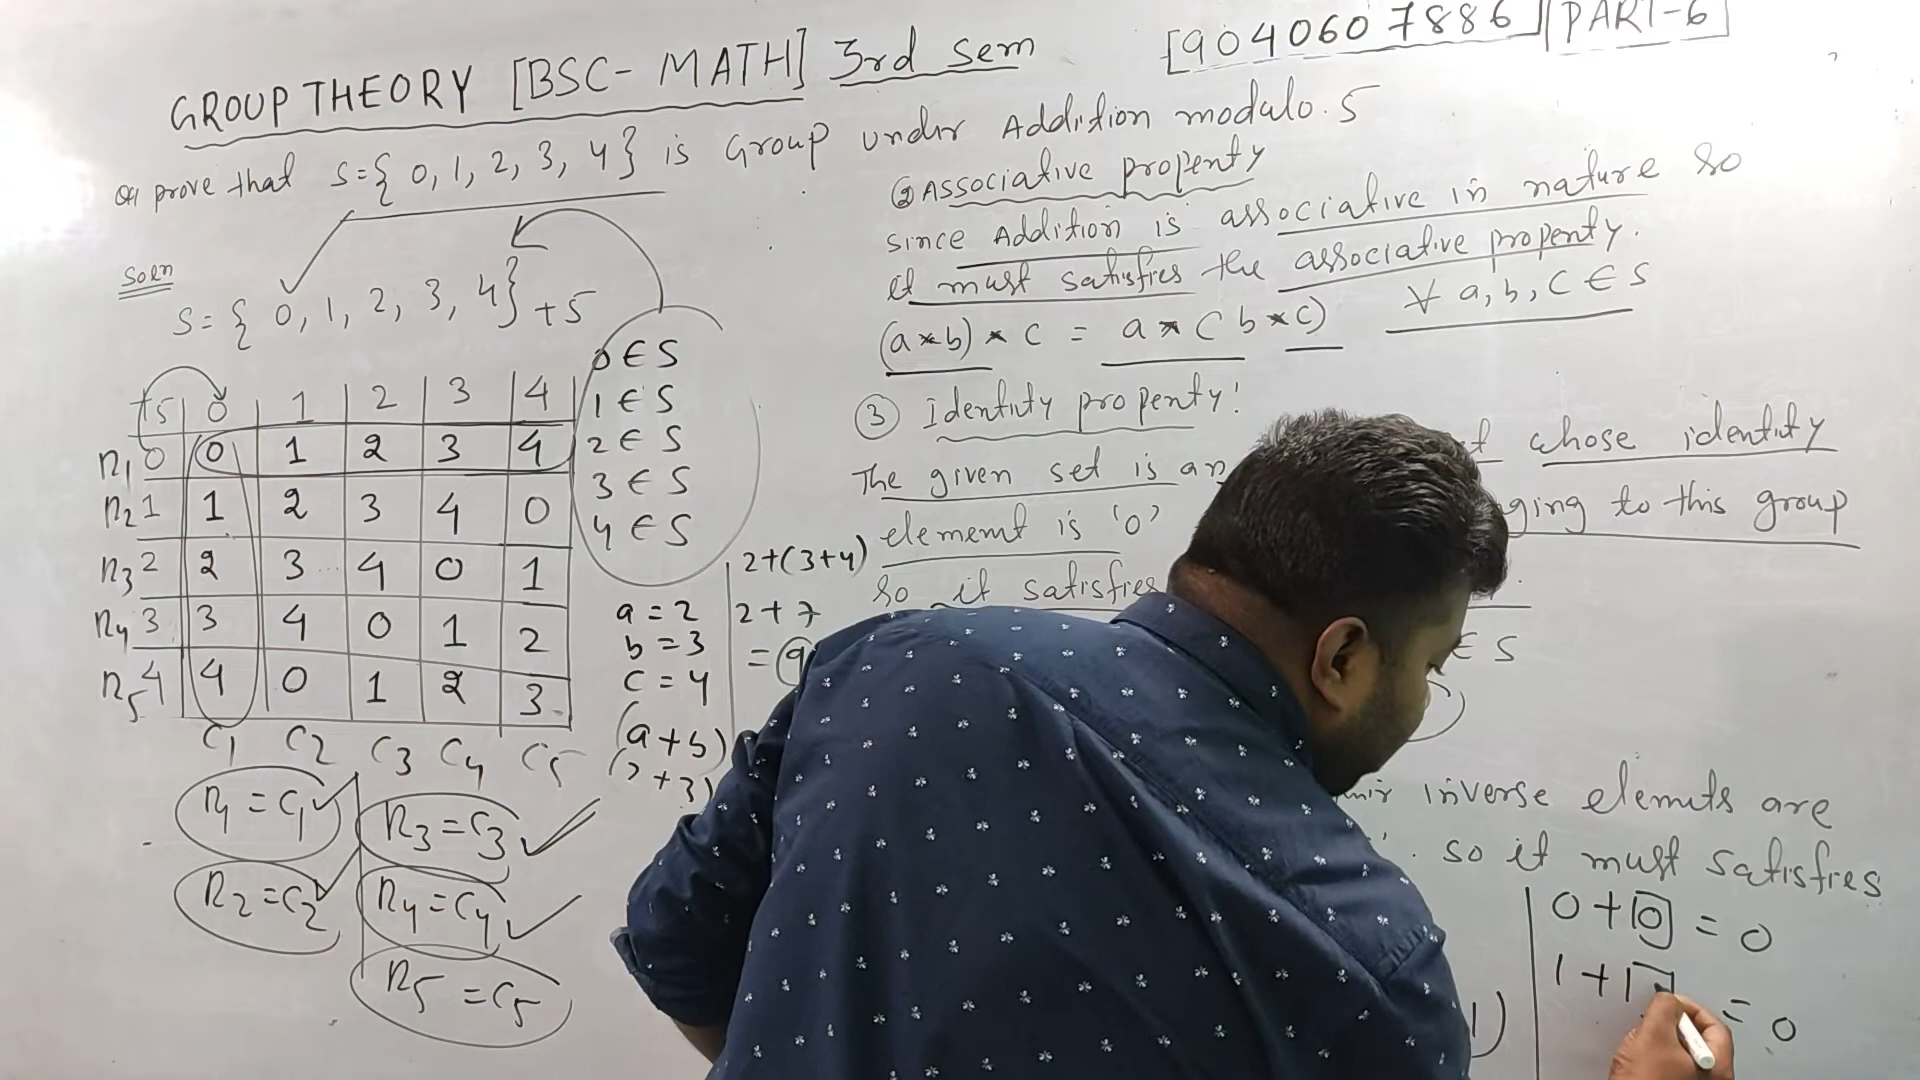 GROUP THEORY [BSC- MATH] 3rd Sem
[9040607886] [PART-6]
prove that S={ 0, 1, 2, 3, 4 } is Group under Addition modulo. 5
Soln
S = { 0, 1, 2, 3, 4 } +5
+5 0 1 2 3 4
R1 0 0 1 2 3 4
R2 1 1 2 3 4 0
R3 2 2 3 4 0 1
R4 3 3 4 0 1 2
R5 4 4 0 1 2 3
C1 C2 C3 C4 C5
R1 = C1
R2 = C2
R3 = C3
R4 = C4
R5 = C5
0 ∈ S
1 ∈ S
2 ∈ S
3 ∈ S
4 ∈ S
a = 2
b = 3
c = 4
(a + b)
(2 + 3)
2+(3+4)
2 + 7
= 9
② Associative property
Since Addition is associative in nature so
it must satisfies the associative property.
(a * b) * c = a * ( b * c) ∀ a, b, c ∈ S
③ Identity property:
The given set is an whose identity
element is '0' to this group
So it satisfies
∈ S
inverse elemnts are
so it must satisfies
1)
0 + 0 = 0
1 + = 0